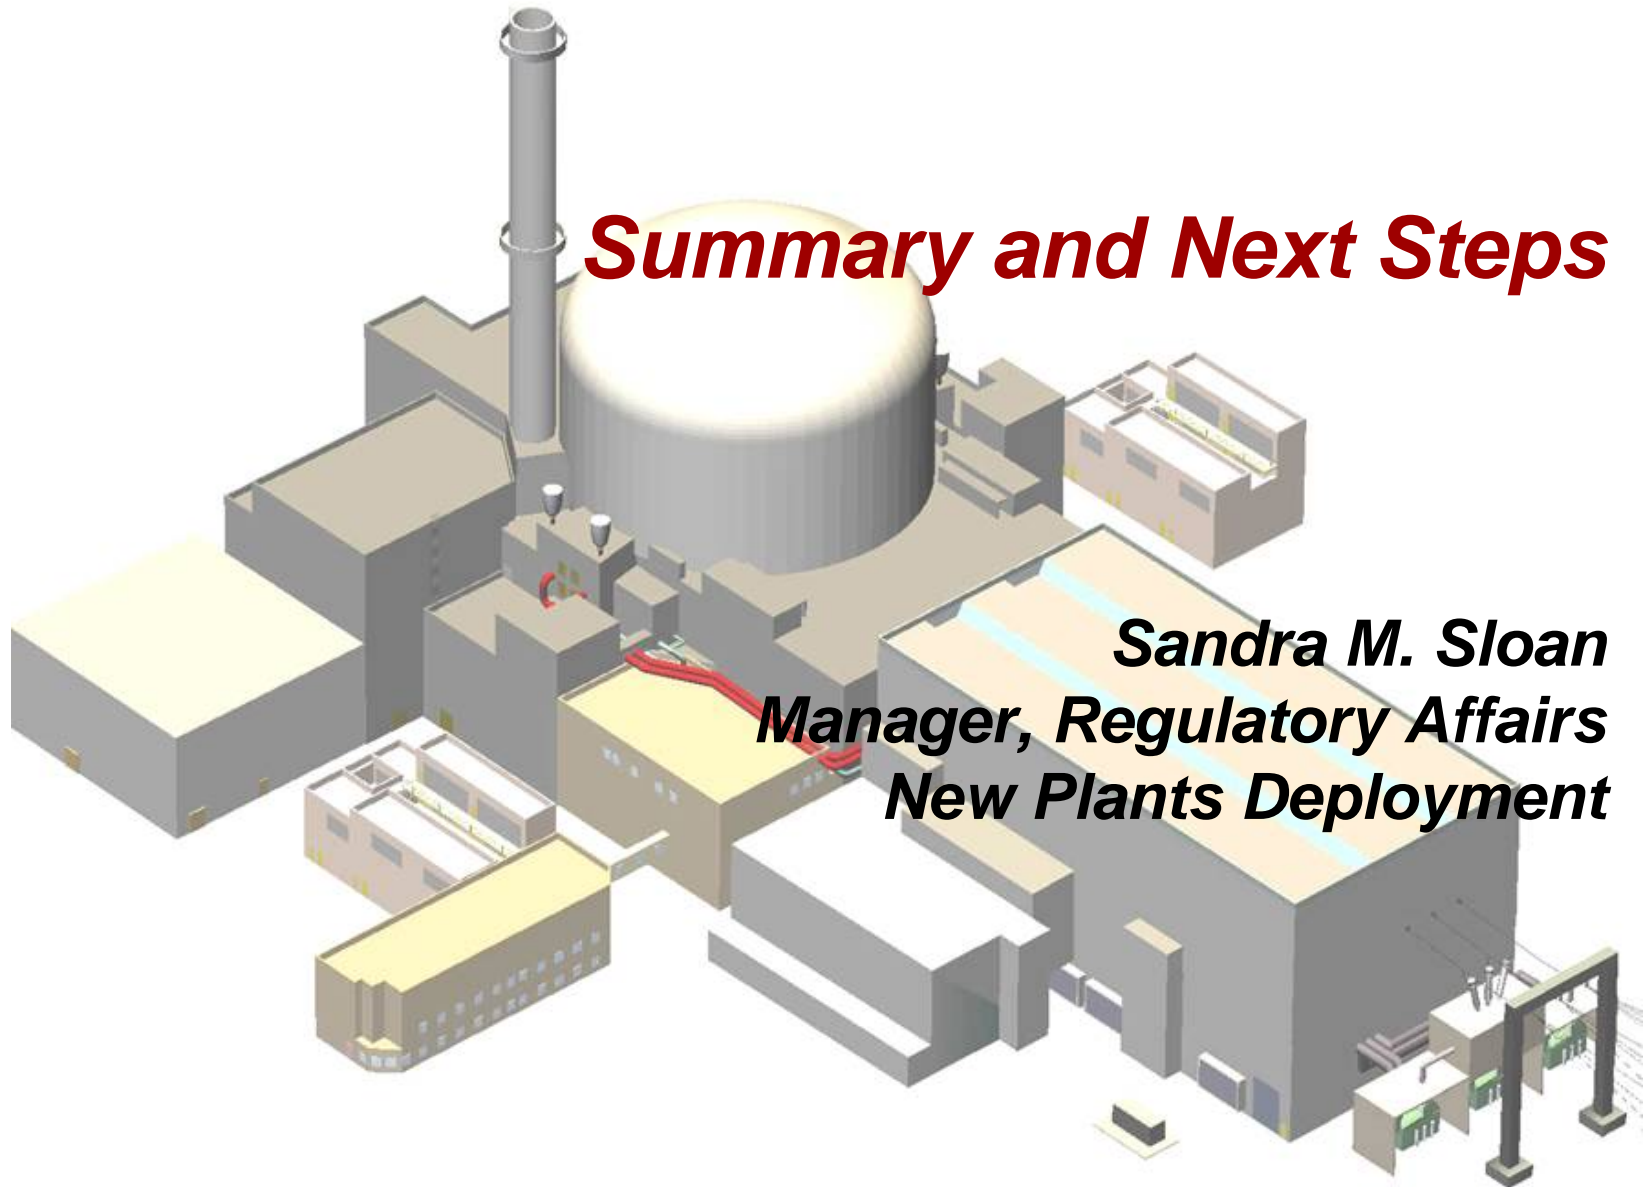 Summary and Next Steps
Sandra M. Sloan
Manager, Regulatory Affairs
New Plants Deployment